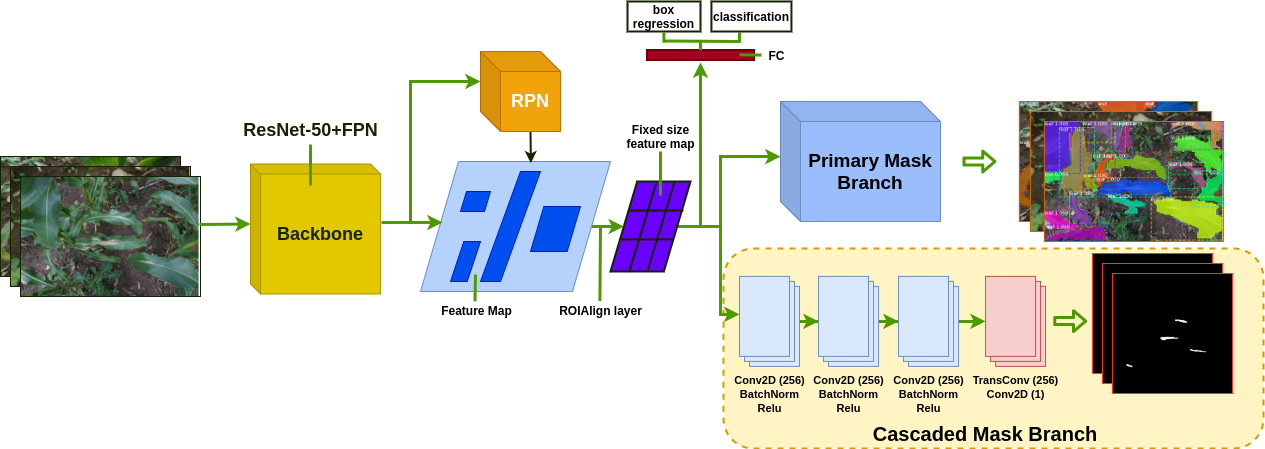 box
regression
classification
FC
RPN
ResNet-50+FPN
Fixed size
feature map
Backbone
Primary Mask
Branch
Feature Map
ROIAlign layer
Conv2D (256)
BatchNorm
Relu
Conv2D (256)
BatchNorm
Relu
Conv2D (256)
BatchNorm
Relu
TransConv (256)
Conv2D (1)
Cascaded Mask Branch